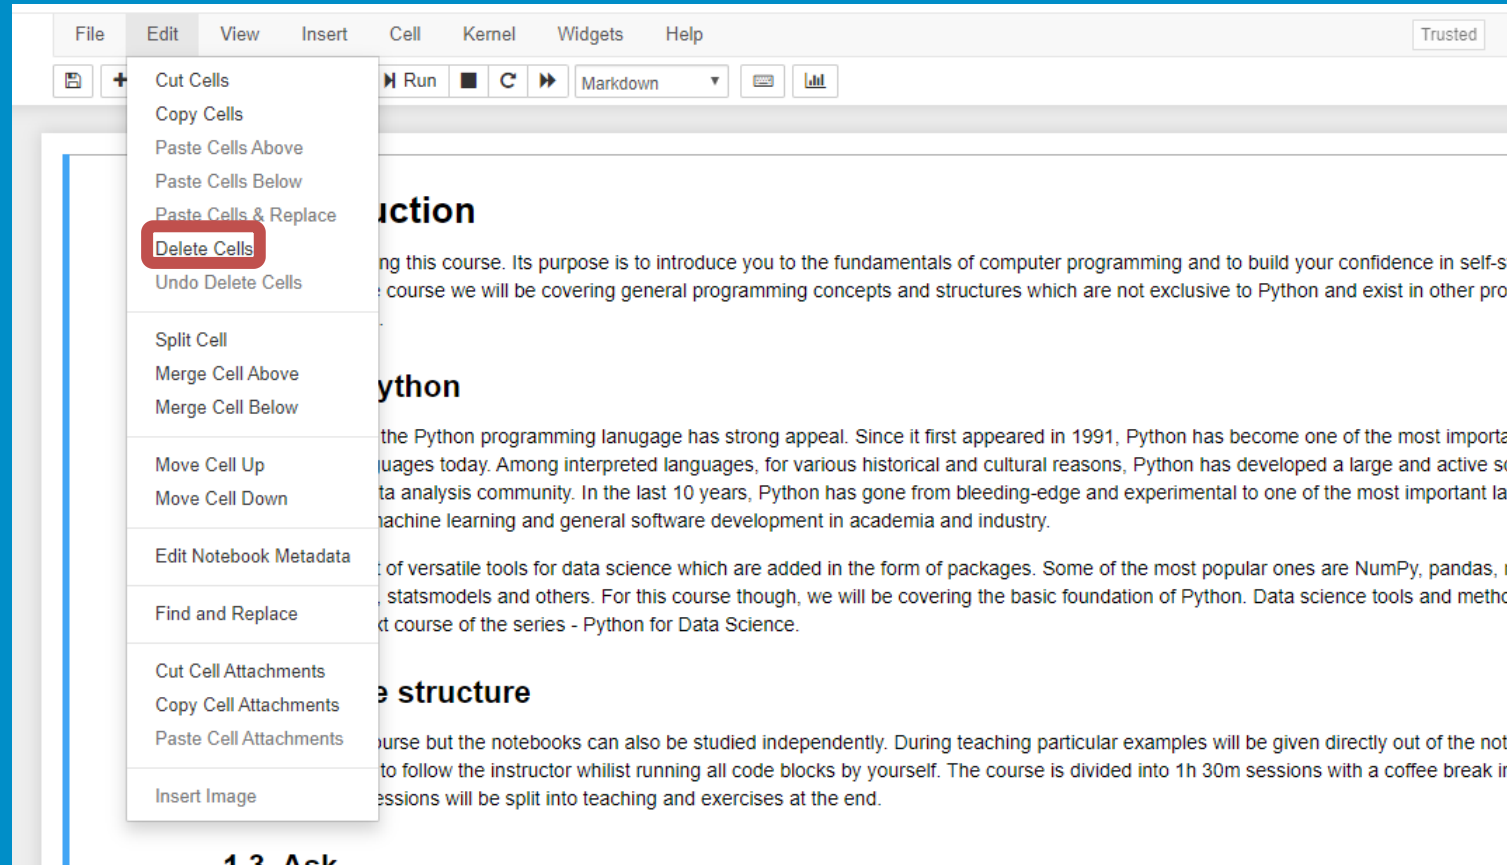 File Edit View Insert Cell Kernel Widgets Help Trusted
Run Markdown
Cut Cells
Copy Cells
Paste Cells Above
Paste Cells Below
Paste Cells & Replace
Delete Cells
Undo Delete Cells
Split Cell
Merge Cell Above
Merge Cell Below
Move Cell Up
Move Cell Down
Edit Notebook Metadata
Find and Replace
Cut Cell Attachments
Copy Cell Attachments
Paste Cell Attachments
Insert Image
uction
ng this course. Its purpose is to introduce you to the fundamentals of computer programming and to build your confidence in self-s
course we will be covering general programming concepts and structures which are not exclusive to Python and exist in other pro
.
ython
the Python programming lanugage has strong appeal. Since it first appeared in 1991, Python has become one of the most importa
uages today. Among interpreted languages, for various historical and cultural reasons, Python has developed a large and active sc
ta analysis community. In the last 10 years, Python has gone from bleeding-edge and experimental to one of the most important la
achine learning and general software development in academia and industry.
t of versatile tools for data science which are added in the form of packages. Some of the most popular ones are NumPy, pandas,
, statsmodels and others. For this course though, we will be covering the basic foundation of Python. Data science tools and metho
xt course of the series - Python for Data Science.
e structure
ourse but the notebooks can also be studied independently. During teaching particular examples will be given directly out of the not
to follow the instructor whilist running all code blocks by yourself. The course is divided into 1h 30m sessions with a coffee break in
essions will be split into teaching and exercises at the end.
1.3. Ask